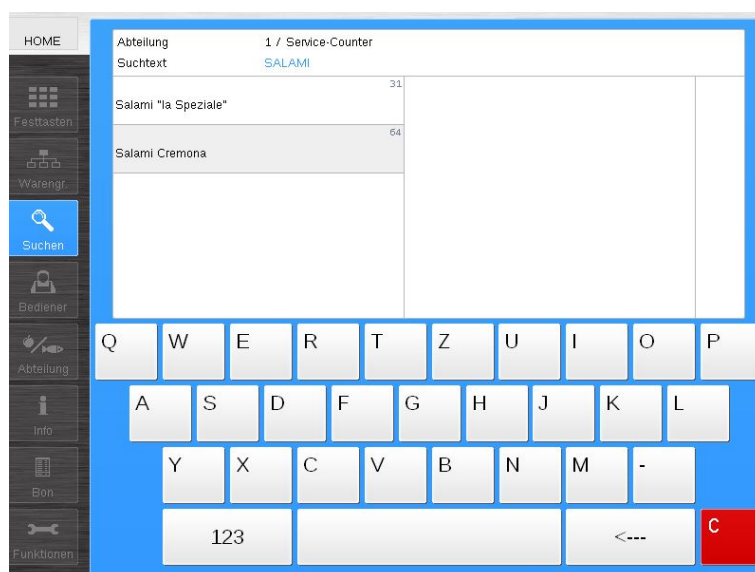 HOME
Abteilung 1 / Service-Counter
Suchtext SALAMI
31
Salami "la Speziale"
64
Salami Cremona
Festtasten
Warengr.
Suchen
Bediener
Abteilung
Info
Bon
Funktionen
Q W E R T Z U I O P
A S D F G H J K L
Y X C V B N M -
123 <--- C